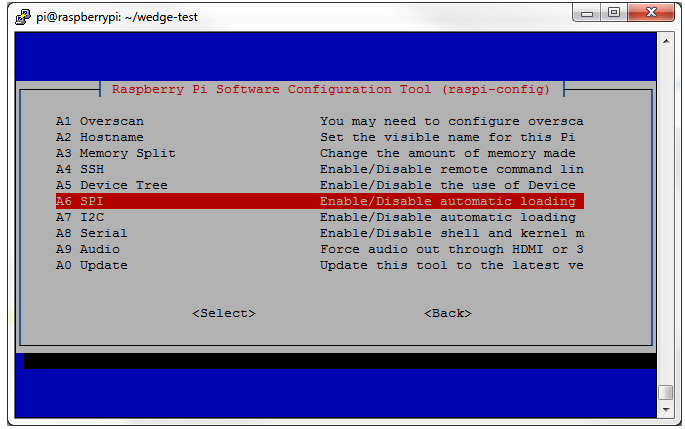 pi@raspberrypi: ~/wedge-test
Raspberry Pi Software Configuration Tool (raspi-config)
A1 Overscan You may need to configure oversca
A2 Hostname Set the visible name for this Pi
A3 Memory Split Change the amount of memory made
A4 SSH Enable/Disable remote command lin
A5 Device Tree Enable/Disable the use of Device
A6 SPI Enable/Disable automatic loading
A7 I2C Enable/Disable automatic loading
A8 Serial Enable/Disable shell and kernel m
A9 Audio Force audio out through HDMI or 3
A0 Update Update this tool to the latest ve
<Select> <Back>